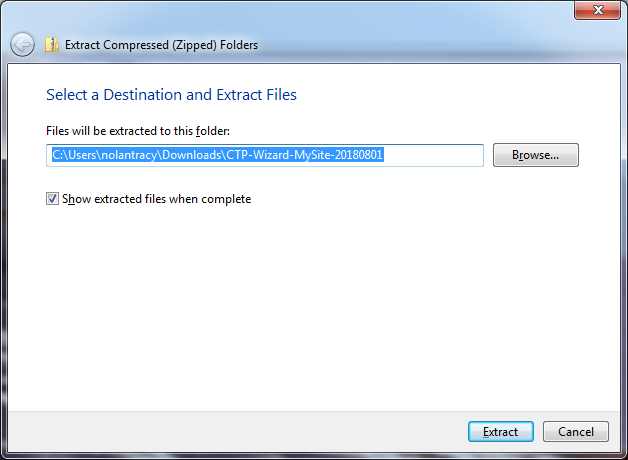 Extract Compressed (Zipped) Folders
Select a Destination and Extract Files
Files will be extracted to this folder:
C:\Users\nolantracy\Downloads\CTP-Wizard-MySite-20180801
Browse...
Show extracted files when complete
Extract
Cancel